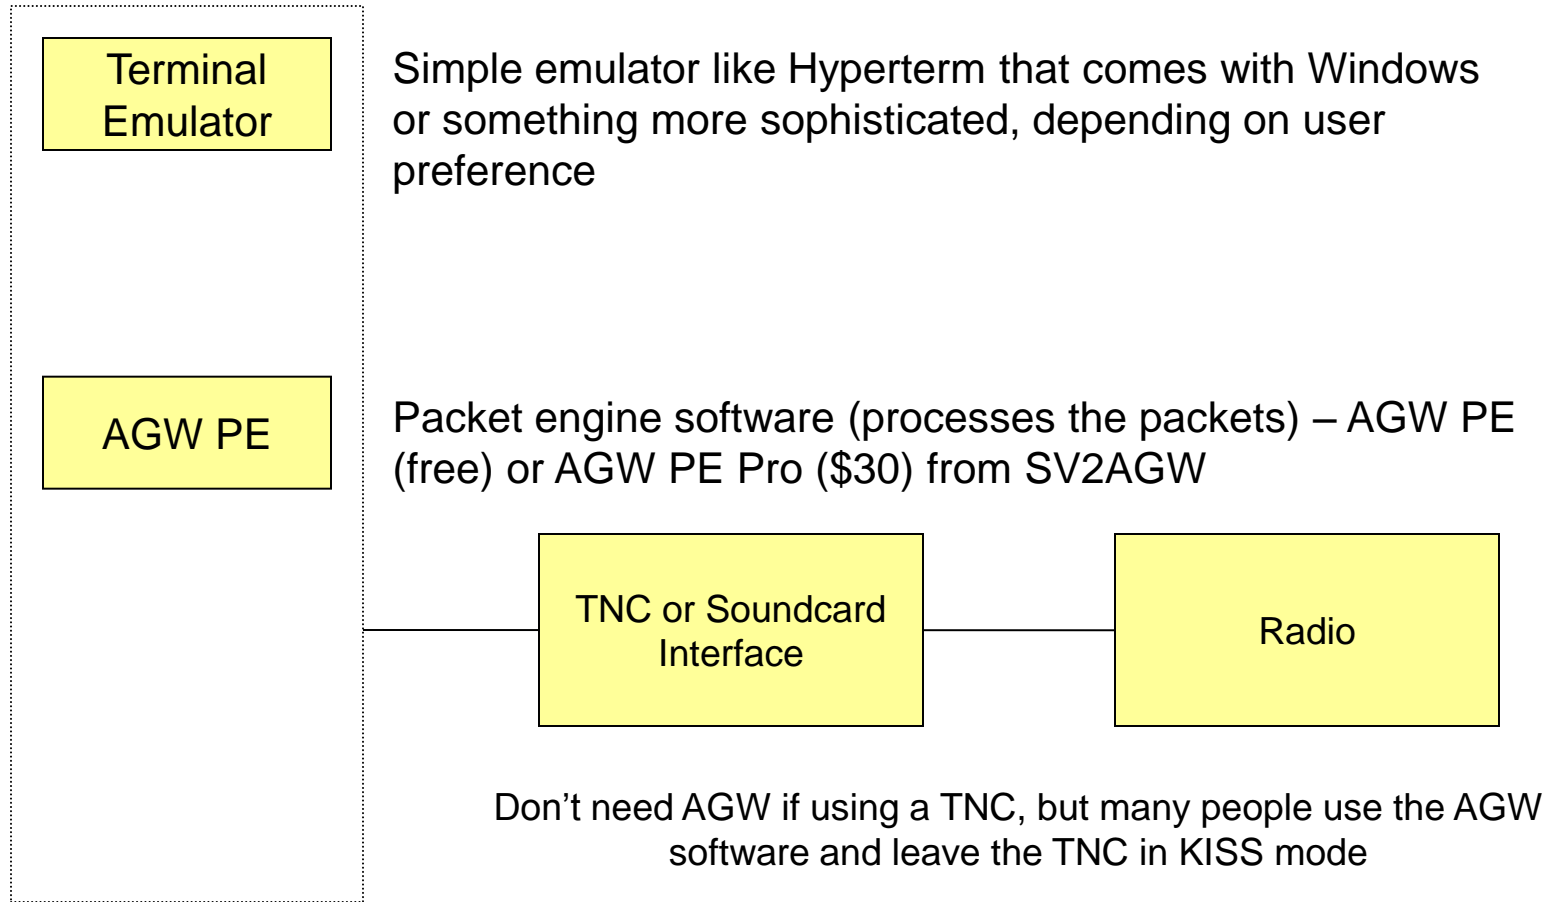 Terminal
Emulator
Simple emulator like Hyperterm that comes with Windows
or something more sophisticated, depending on user
preference
AGW PE
Packet engine software (processes the packets) – AGW PE
(free) or AGW PE Pro ($30) from SV2AGW
TNC or Soundcard
Interface
Radio
Don’t need AGW if using a TNC, but many people use the AGW
software and leave the TNC in KISS mode